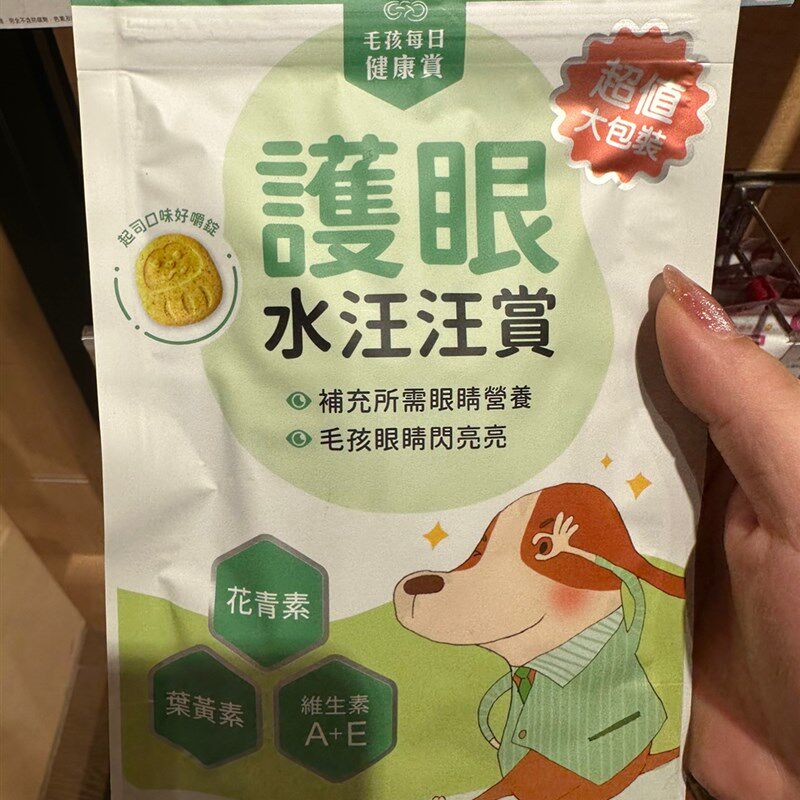 毛孩每日
健康賞
超值
大包裝
起司口味好嚼錠
護眼
水汪汪賞
補充所需眼睛營養
毛孩眼睛閃亮亮
花青素
葉黃素
維生素
A+E